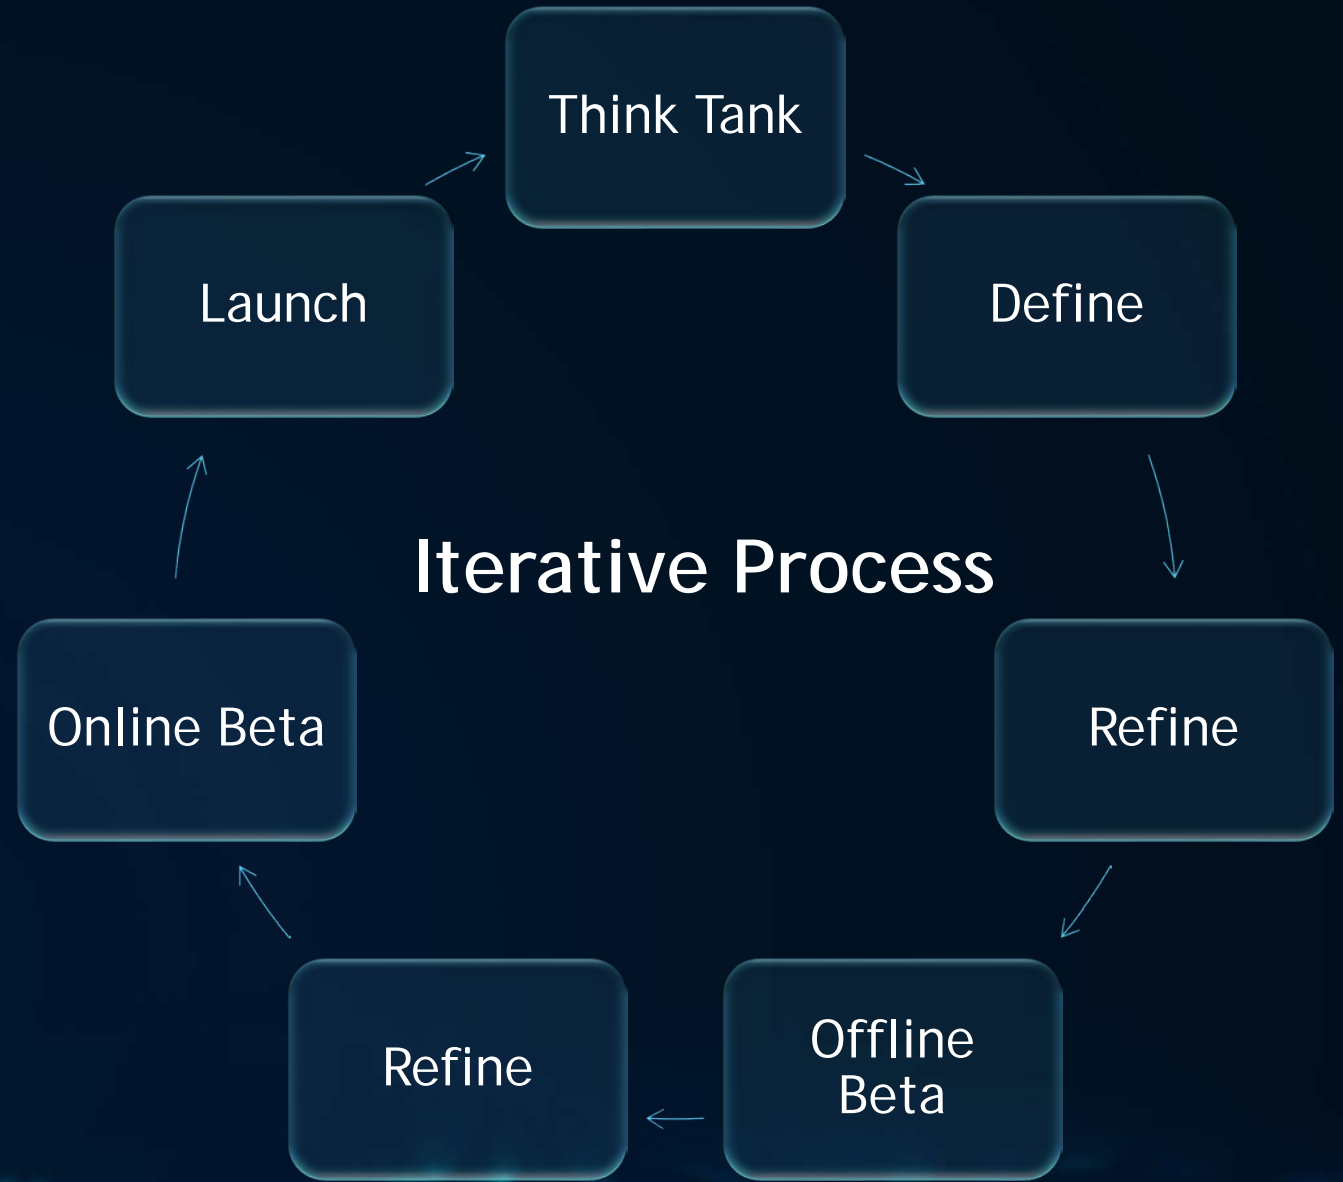 Think Tank
Define
Refine
Offline
Beta
Refine
Online Beta
Launch
Iterative Process